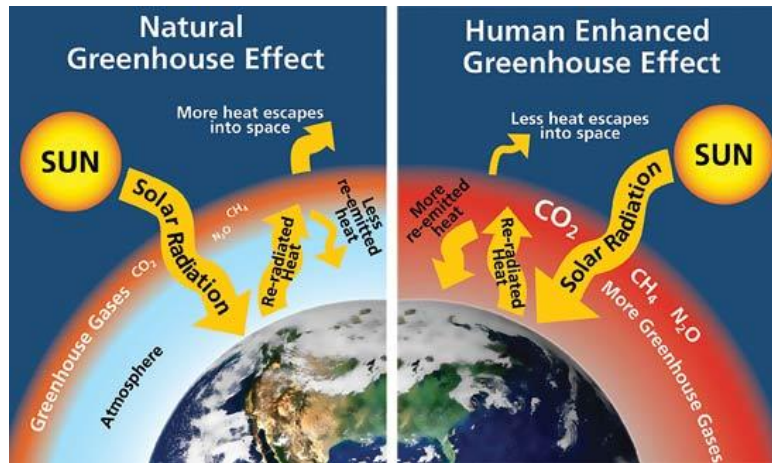 Natural
Greenhouse Effect
More heat escapes
into space
SUN
Solar Radiation
Re-radiated
Heat
Less
re-emitted
heat
CH₄
N₂O
CO₂
Greenhouse Gases
Atmosphere
Human Enhanced
Greenhouse Effect
Less heat escapes
into space
SUN
More
re-emitted
heat
Re-radiated
Heat
Solar Radiation
CO₂
CH₄ N₂O
More Greenhouse Gases